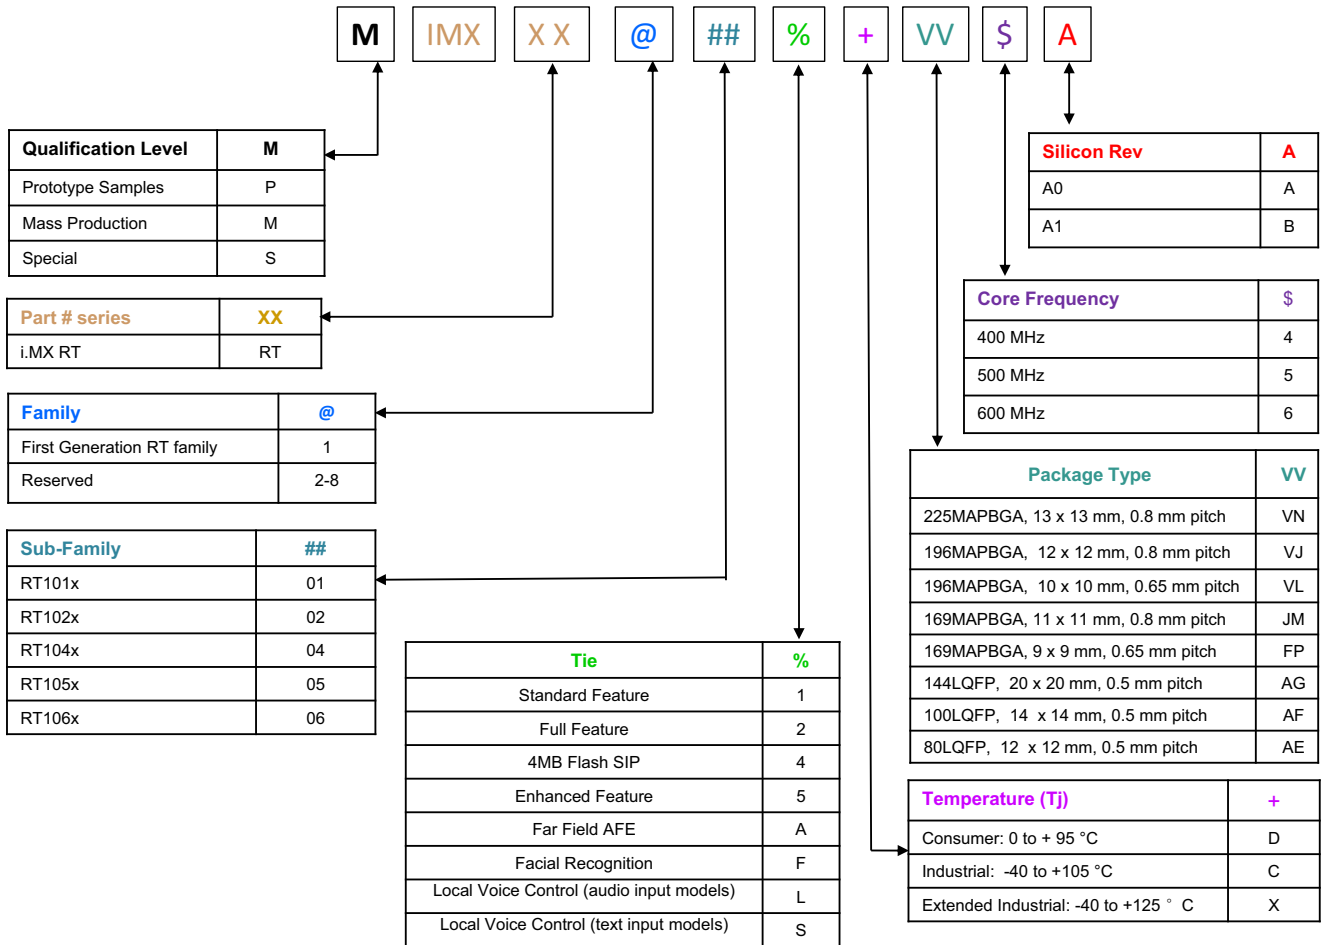 M IMX X X @ ## % + VV $ A
Qualification Level M
Prototype Samples P
Mass Production M
Special S
Part # series XX
i.MX RT RT
Family @
First Generation RT family 1
Reserved 2-8
Sub-Family ##
RT101x 01
RT102x 02
RT104x 04
RT105x 05
RT106x 06
Tie %
Standard Feature 1
Full Feature 2
4MB Flash SIP 4
Enhanced Feature 5
Far Field AFE A
Facial Recognition F
Local Voice Control (audio input models) L
Local Voice Control (text input models) S
Silicon Rev A
A0 A
A1 B
Core Frequency $
400 MHz 4
500 MHz 5
600 MHz 6
Package Type VV
225MAPBGA, 13 x 13 mm, 0.8 mm pitch VN
196MAPBGA, 12 x 12 mm, 0.8 mm pitch VJ
196MAPBGA, 10 x 10 mm, 0.65 mm pitch VL
169MAPBGA, 11 x 11 mm, 0.8 mm pitch JM
169MAPBGA, 9 x 9 mm, 0.65 mm pitch FP
144LQFP, 20 x 20 mm, 0.5 mm pitch AG
100LQFP, 14 x 14 mm, 0.5 mm pitch AF
80LQFP, 12 x 12 mm, 0.5 mm pitch AE
Temperature (Tj) +
Consumer: 0 to + 95 °C D
Industrial: -40 to +105 °C C
Extended Industrial: -40 to +125 ° C X